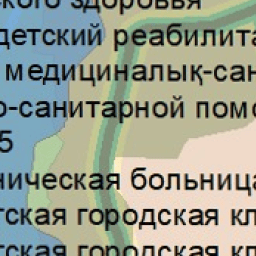 ского здоровья
детский реабилита
медициналық-сан
о-санитарной помо
5
ническая больница
тская городская кл
тская городская кл